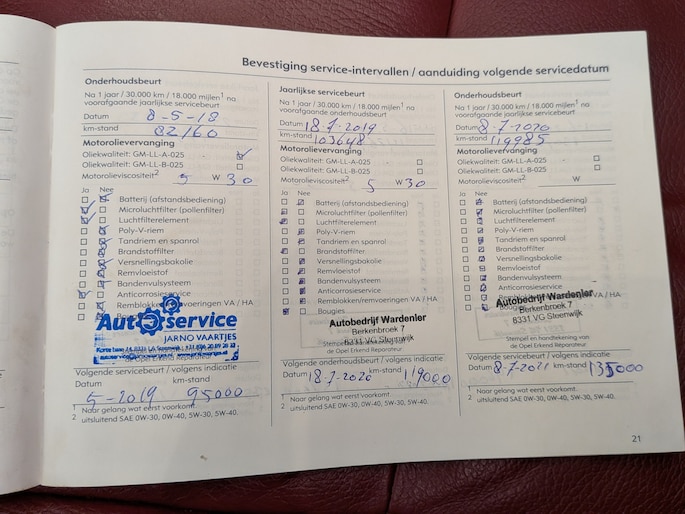 Bevestiging service-intervallen / aanduiding volgende servicedatum
Onderhoudsbeurt
Na 1 jaar / 30.000 km / 18.000 mijlen1 na
voorafgaande jaarlijkse servicebeurt
Datum 8-5-18
km-stand 82160
Motorolievervanging
Oliekwaliteit: GM-LL-A-025
Oliekwaliteit: GM-LL-B-025
Motorolieviscositeit2 5 W 30
Ja Nee
Batterij (afstandsbediening)
Microluchtfilter (pollenfilter)
Luchtfilterelement
Poly-V-riem
Tandriem en spanrol
Brandstoffilter
Versnellingsbakolie
Remvloeistof
Bandenvulsysteem
Anticorrosieservice
Remblokken/remvoeringen VA / HA
Autoservice
JARNO VAARTJES
Volgende servicebeurt / volgens indicatie
Datum km-stand
5-2019 95000
1 Naar gelang wat eerst voorkomt.
2 uitsluitend SAE 0W-30, 0W-40, 5W-30, 5W-40.
Jaarlijkse servicebeurt
Na 1 jaar / 30.000 km / 18.000 mijlen1 na
voorafgaande onderhoudsbeurt
Datum 18-7-2019
km-stand 103648
Motorolievervanging
Oliekwaliteit: GM-LL-A-025
Oliekwaliteit: GM-LL-B-025
Motorolieviscositeit2 5 W 30
Ja Nee
Batterij (afstandsbediening)
Microluchtfilter (pollenfilter)
Luchtfilterelement
Poly-V-riem
Tandriem en spanrol
Brandstoffilter
Versnellingsbakolie
Remvloeistof
Bandenvulsysteem
Anticorrosieservice
Remblokken/remvoeringen VA / HA
Bougies
Autobedrijf Wardenier
Berkenbroek 7
8331 VG Steenwijk
Stempel en handtekening van
de Opel Erkend Reparateur
Volgende onderhoudsbeurt / volgens indicatie
Datum 18-7-2020 km-stand 119000
1 Naar gelang wat eerst voorkomt.
2 uitsluitend SAE 0W-30, 0W-40, 5W-30, 5W-40.
Onderhoudsbeurt
Na 1 jaar / 30.000 km / 18.000 mijlen1 na
voorafgaande jaarlijkse servicebeurt
Datum 8-7-2020
km-stand 119985
Motorolievervanging
Oliekwaliteit: GM-LL-A-025
Oliekwaliteit: GM-LL-B-025
Motorolieviscositeit2 W
Ja Nee
Batterij (afstandsbediening)
Microluchtfilter (pollenfilter)
Luchtfilterelement
Poly-V-riem
Tandriem en spanrol
Brandstoffilter
Versnellingsbakolie
Remvloeistof
Bandenvulsysteem
Anticorrosieservice
Autobedrijf Wardenier
Berkenbroek 7
8331 VG Steenwijk
Stempel en handtekening van
de Opel Erkend Reparateur
Volgende servicebeurt / volgens indicatie
Datum 8-7-2021 km-stand 135000
1 Naar gelang wat eerst voorkomt.
2 uitsluitend SAE 0W-30, 0W-40, 5W-30, 5W-40.
21